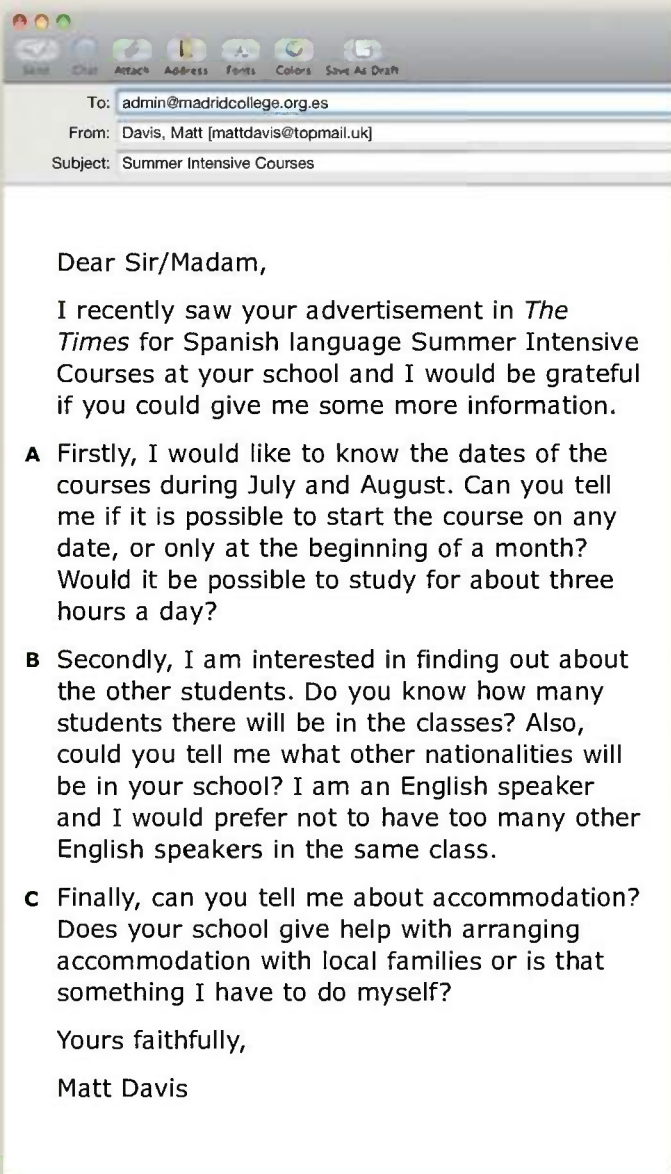 Send Chat Attach Address Fonts Colors Save As Draft
To: admin@madridcollege.org.es
From: Davis, Matt [mattdavis@topmail.uk]
Subject: Summer Intensive Courses
Dear Sir/Madam,
I recently saw your advertisement in The
Times for Spanish language Summer Intensive
Courses at your school and I would be grateful
if you could give me some more information.
A Firstly, I would like to know the dates of the
courses during July and August. Can you tell
me if it is possible to start the course on any
date, or only at the beginning of a month?
Would it be possible to study for about three
hours a day?
B Secondly, I am interested in finding out about
the other students. Do you know how many
students there will be in the classes? Also,
could you tell me what other nationalities will
be in your school? I am an English speaker
and I would prefer not to have too many other
English speakers in the same class.
C Finally, can you tell me about accommodation?
Does your school give help with arranging
accommodation with local families or is that
something I have to do myself?
Yours faithfully,
Matt Davis